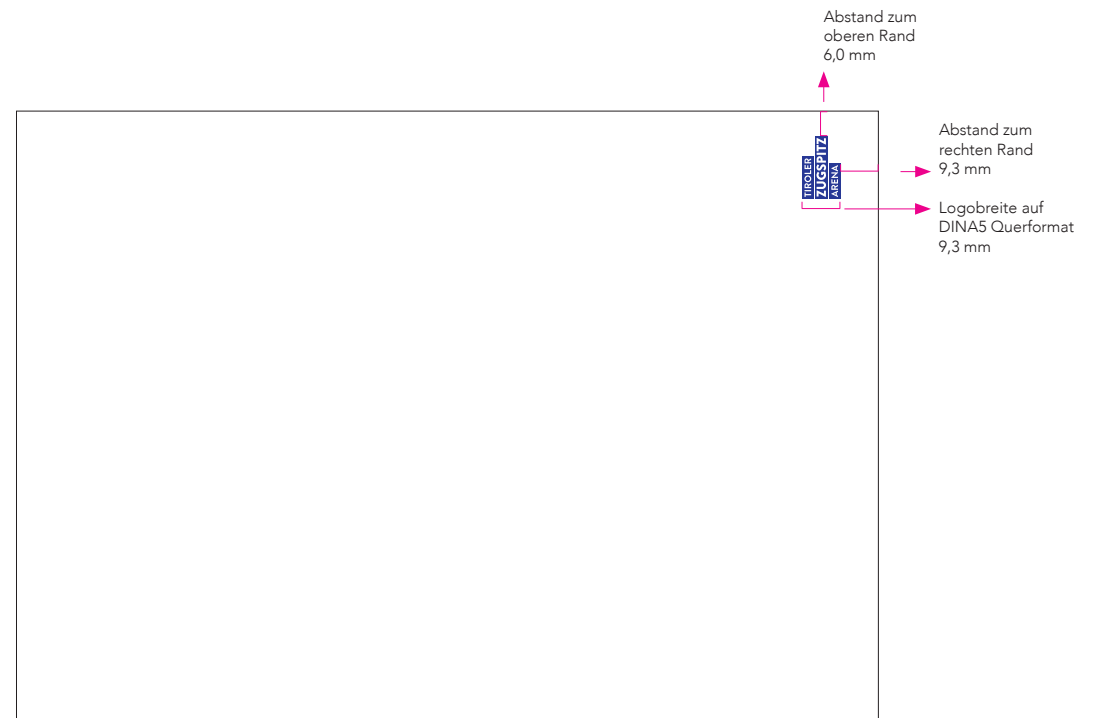 Abstand zum
oberen Rand
6,0 mm
TIROLER
ZUGSPITZ
ARENA
Abstand zum
rechten Rand
9,3 mm
Logobreite auf
DINA5 Querformat
9,3 mm